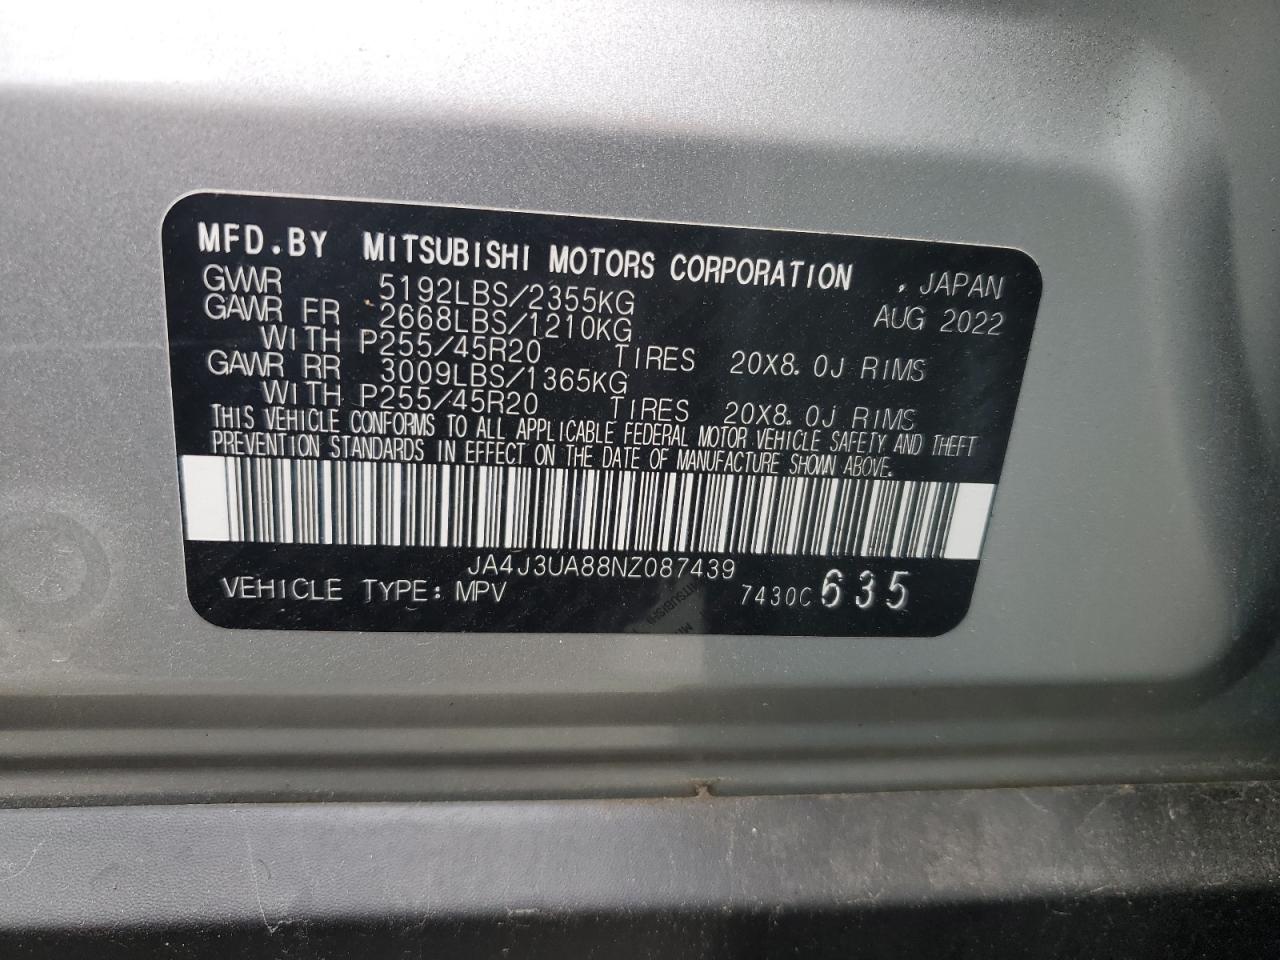 MFD.BY MITSUBISHI MOTORS CORPORATION , JAPAN
GVWR 5192LBS/2355KG AUG 2022
GAWR FR 2668LBS/1210KG
WITH P255/45R20 TIRES 20X8.0J RIMS
GAWR RR 3009LBS/1365KG
WITH P255/45R20 TIRES 20X8.0J RIMS
THIS VEHICLE CONFORMS TO ALL APPLICABLE FEDERAL MOTOR VEHICLE SAFETY AND THEFT
PREVENTION STANDARDS IN EFFECT ON THE DATE OF MANUFACTURE SHOWN ABOVE.
JA4J3UA88NZ087439
VEHICLE TYPE: MPV 7430C 635
MITSUBISHI